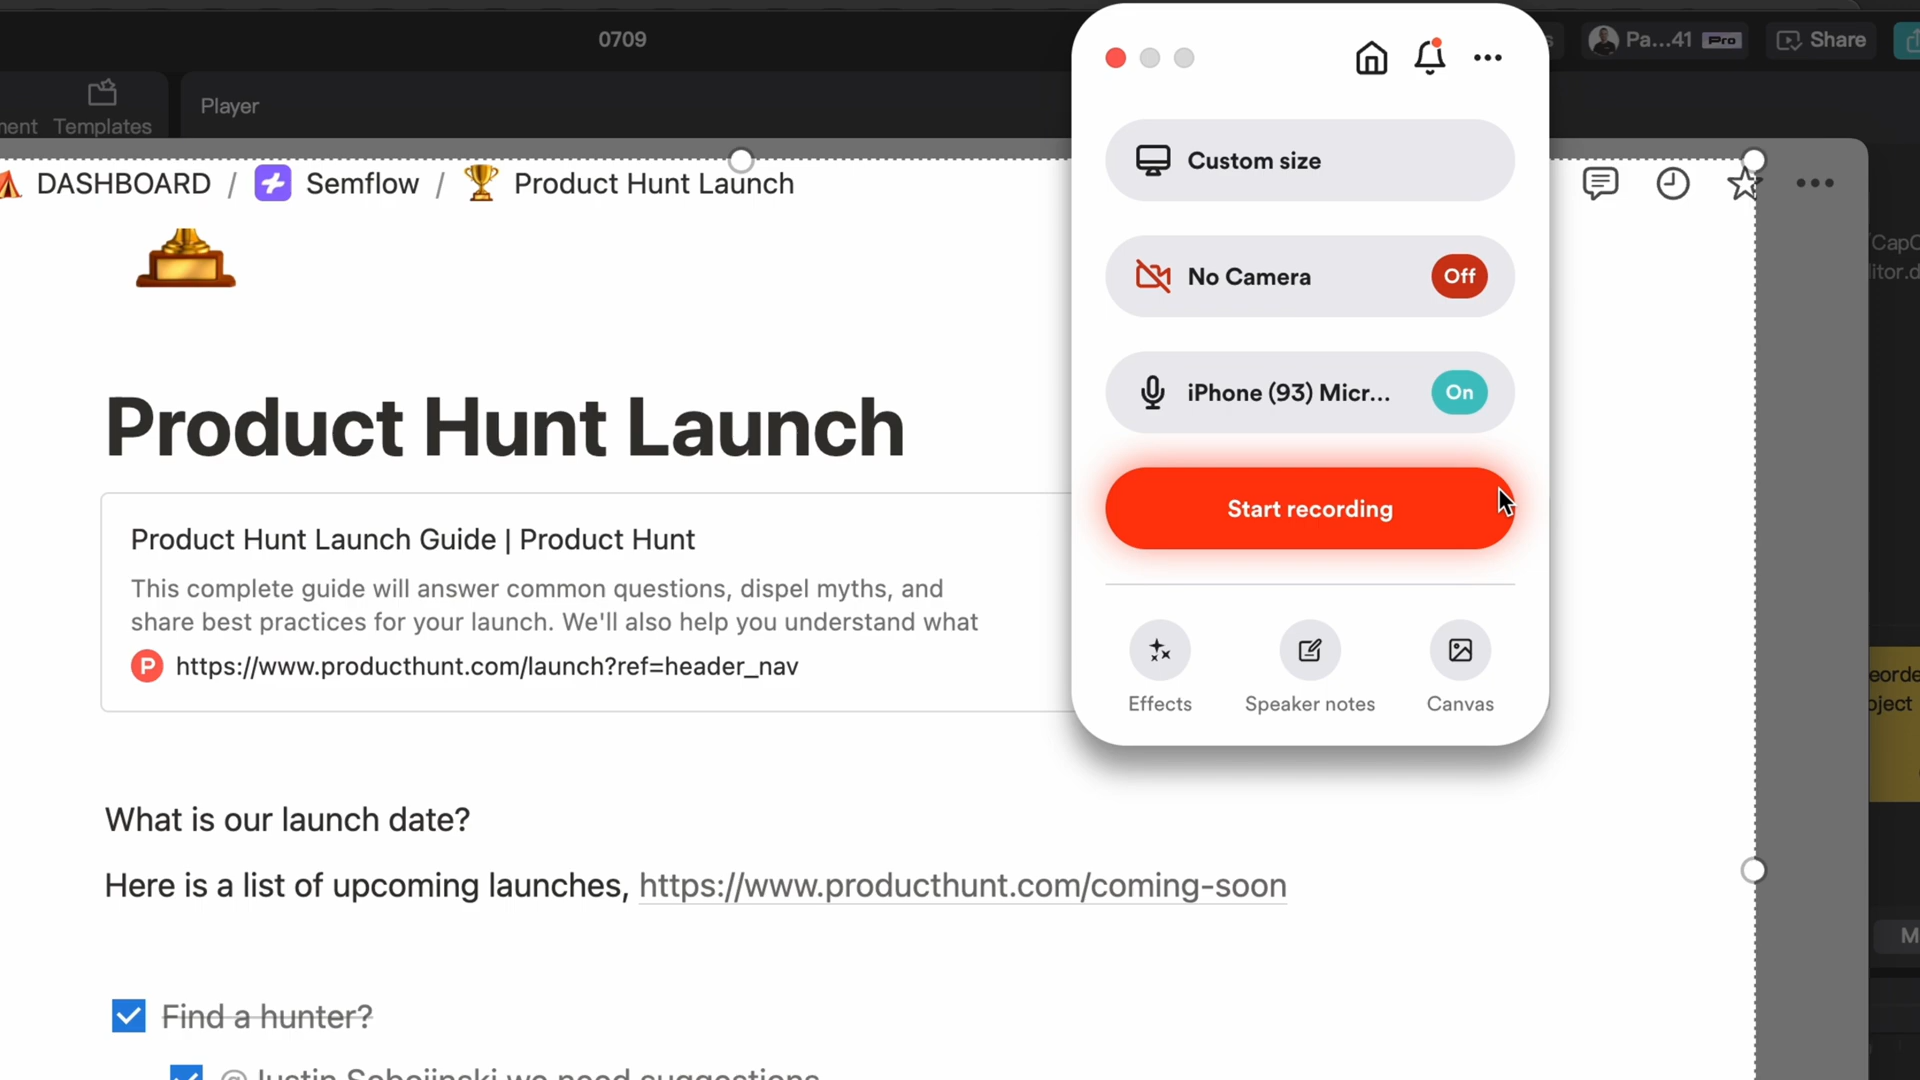 0709
Pa...41 Pro
Share
Templates
Player
DASHBOARD / Semflow / Product Hunt Launch
Product Hunt Launch
Product Hunt Launch Guide | Product Hunt
This complete guide will answer common questions, dispel myths, and
share best practices for your launch. We'll also help you understand what
P https://www.producthunt.com/launch?ref=header_nav
What is our launch date?
Here is a list of upcoming launches, https://www.producthunt.com/coming-soon
Find a hunter?
we need suggestions
Custom size
No Camera
Off
iPhone (93) Micr...
On
Start recording
Effects
Speaker notes
Canvas